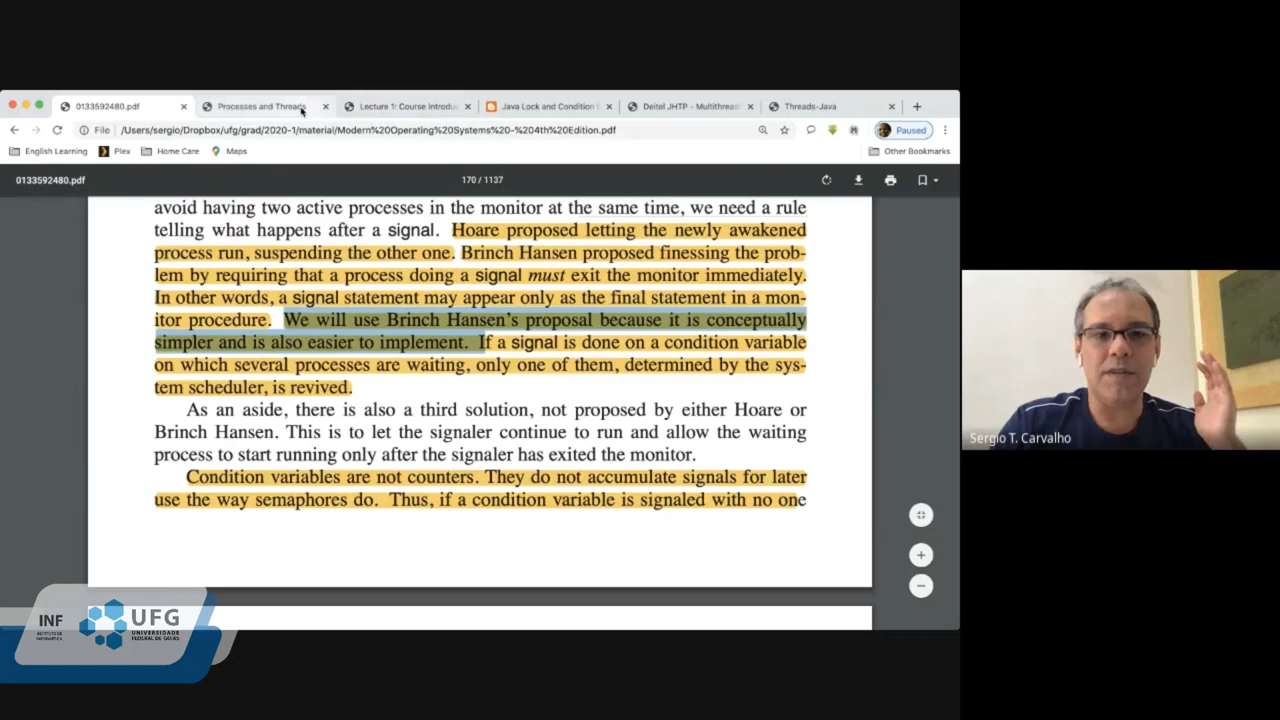 0133592480.pdf
Processes and Threads
Lecture 1: Course Introdu
Java Lock and Condition
Deitel JHTP - Multithread
Threads-Java
File
/Users/sergio/Dropbox/ufg/grad/2020-1/material/Modern%20Operating%20Systems%20-%204th%20Edition.pdf
Paused
English Learning
Plex
Home Care
Maps
Other Bookmarks
0133592480.pdf
170 / 1137
avoid having two active processes in the monitor at the same time, we need a rule
telling what happens after a signal. Hoare proposed letting the newly awakened
process run, suspending the other one. Brinch Hansen proposed finessing the prob-
lem by requiring that a process doing a signal must exit the monitor immediately.
In other words, a signal statement may appear only as the final statement in a mon-
itor procedure. We will use Brinch Hansen's proposal because it is conceptually
simpler and is also easier to implement. If a signal is done on a condition variable
on which several processes are waiting, only one of them, determined by the sys-
tem scheduler, is revived.
As an aside, there is also a third solution, not proposed by either Hoare or
Brinch Hansen. This is to let the signaler continue to run and allow the waiting
process to start running only after the signaler has exited the monitor.
Condition variables are not counters. They do not accumulate signals for later
use the way semaphores do. Thus, if a condition variable is signaled with no one
Sergio T. Carvalho
INF
INSTITUTO DE
INFORMÁTICA
UFG
UNIVERSIDADE
FEDERAL DE GOIÁS